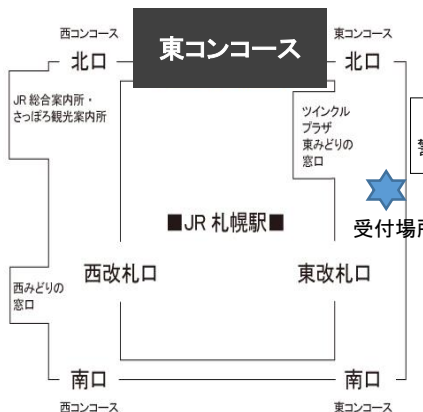 西コンコース
東コンコース
東コンコース
北口
北口
JR 総合案内所・
さっぽろ観光案内所
ツインクル
プラザ
東みどりの
窓口
受付場所
■JR 札幌駅■
西改札口
東改札口
西みどりの
窓口
南口
南口
西コンコース
東コンコース